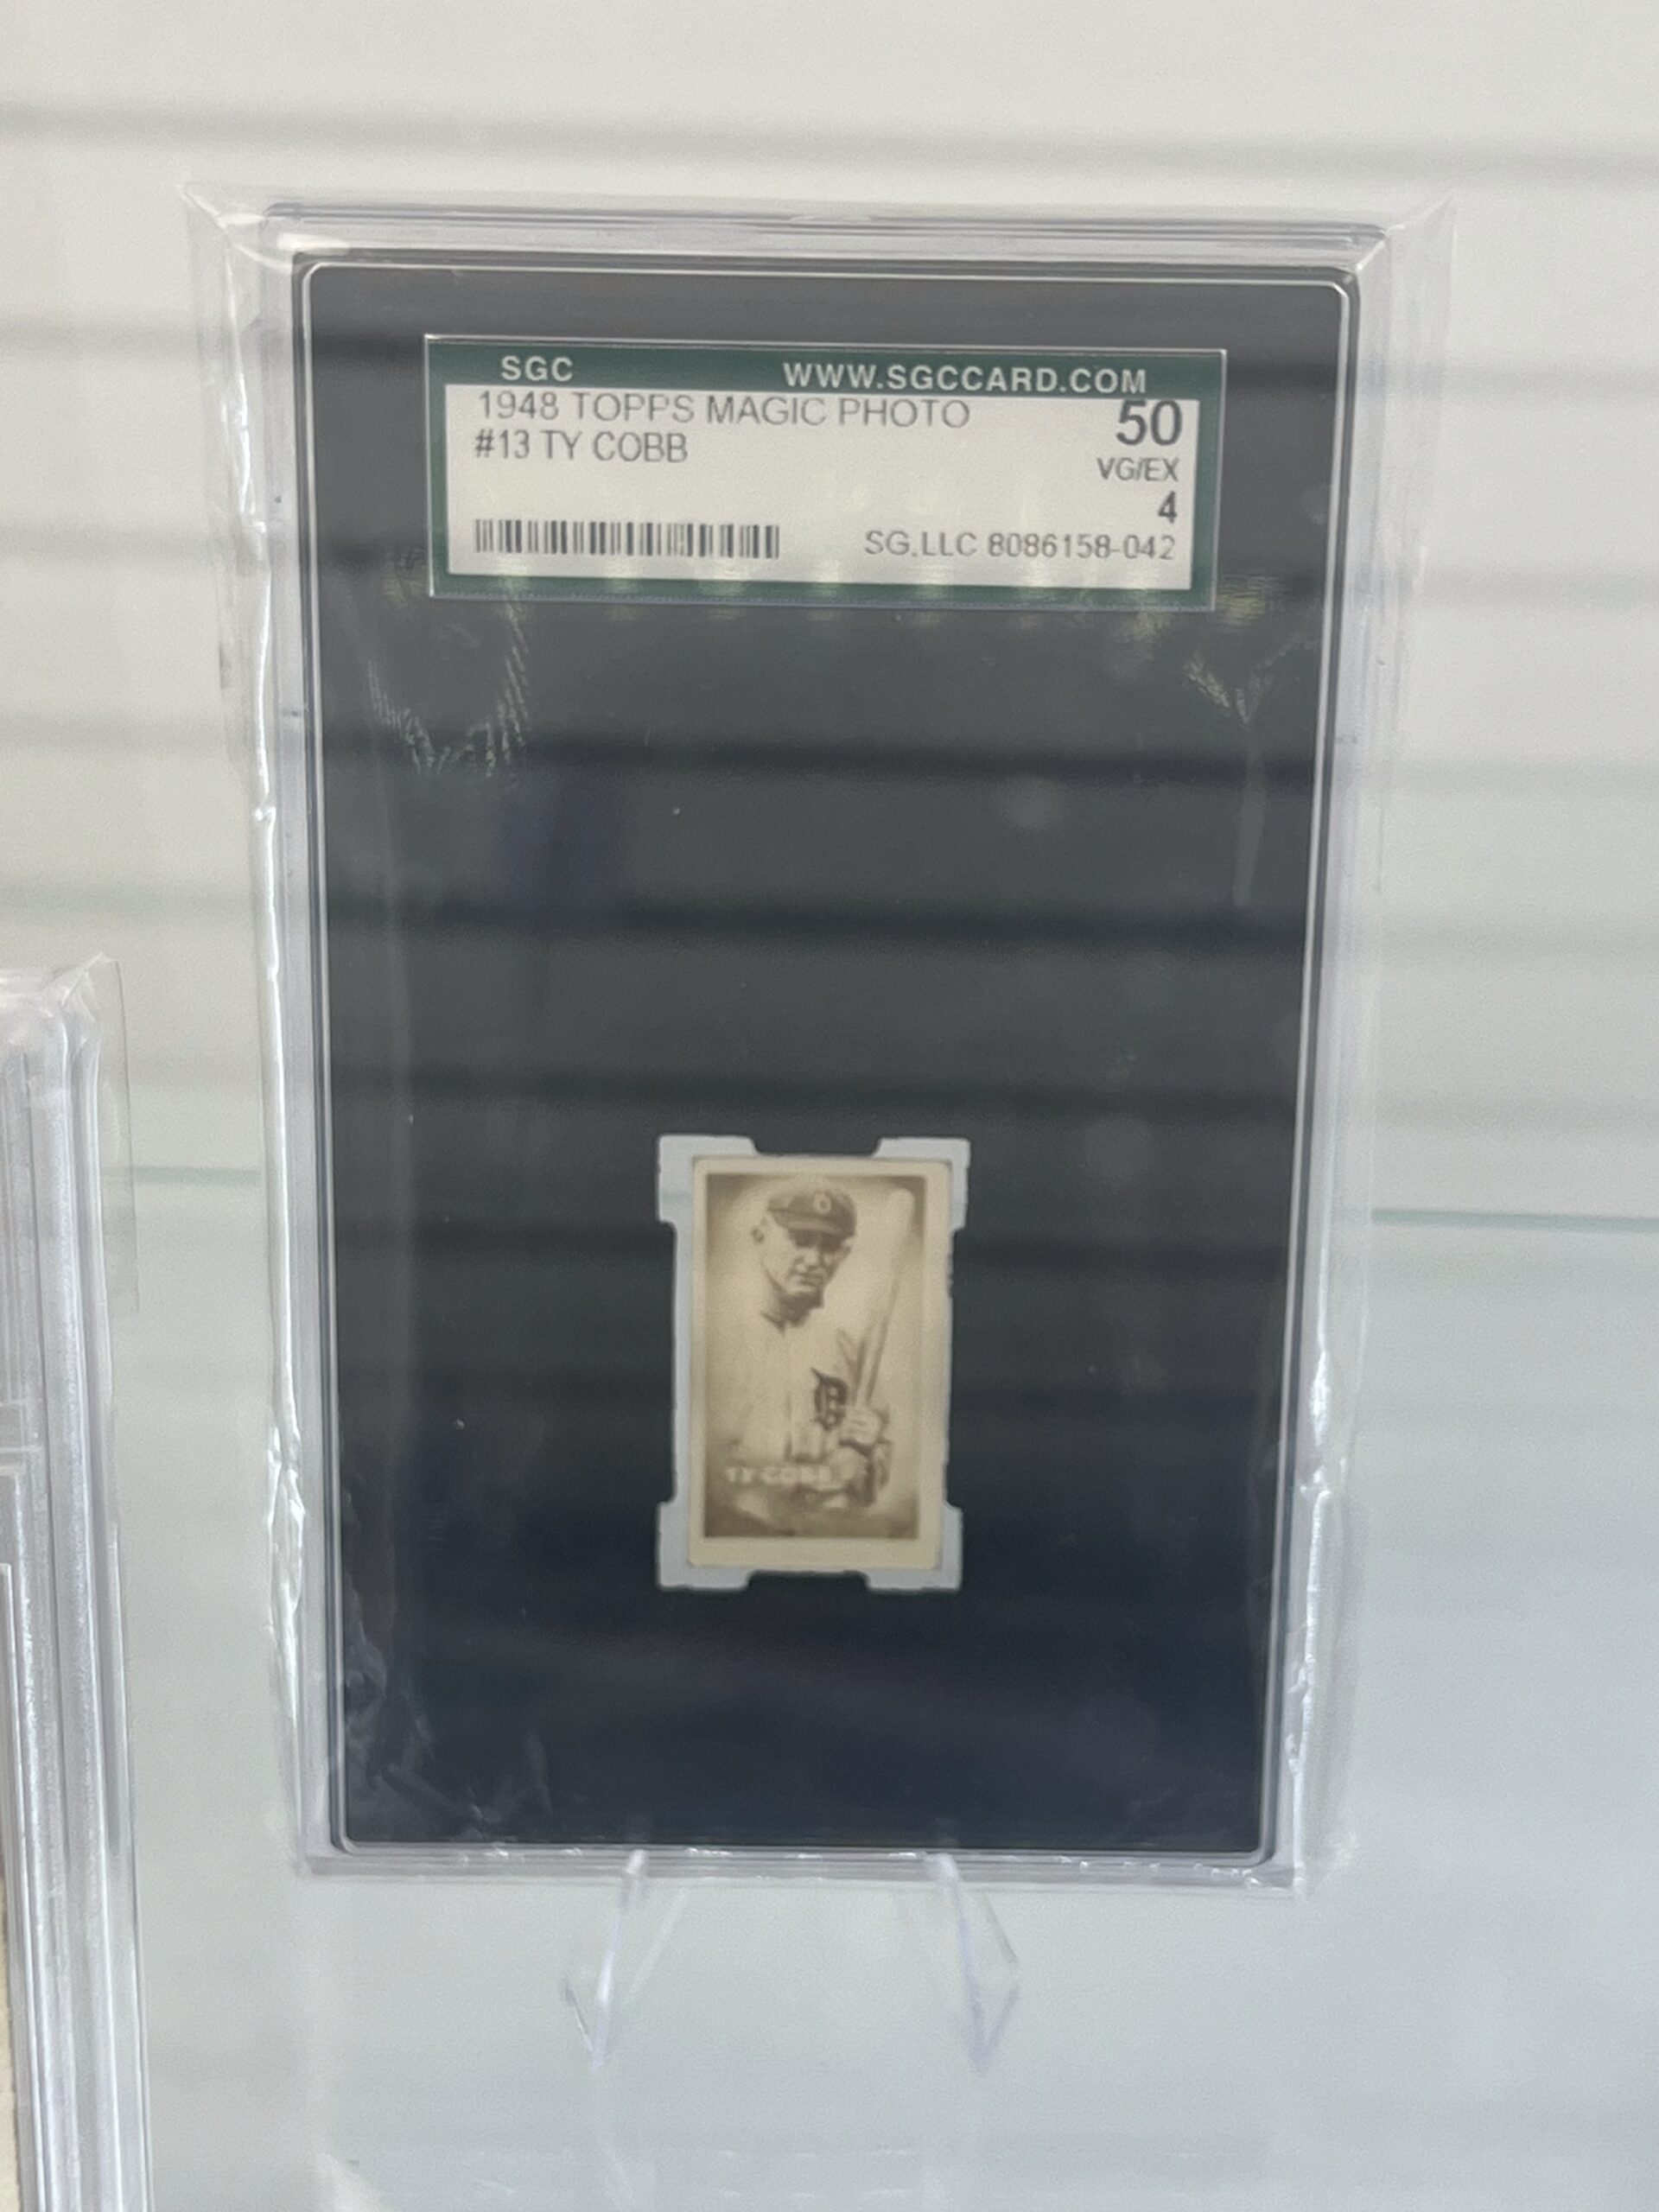 SGC WWW.SGCCARD.COM
1948 TOPPS MAGIC PHOTO 50
#13 TY COBB VG/EX
4
SG,LLC 8086158-042
TY COBB